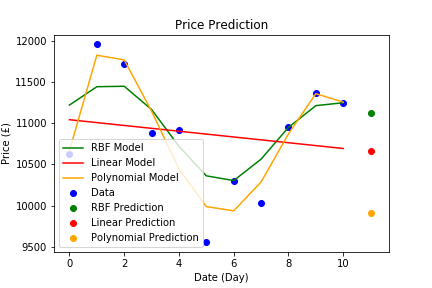 Price Prediction
12000
11500
11000
10500
10000
9500
Price (£)
RBF Model
Linear Model
Polynomial Model
Data
RBF Prediction
Linear Prediction
Polynomial Prediction
0 2 4 6 8 10
Date (Day)